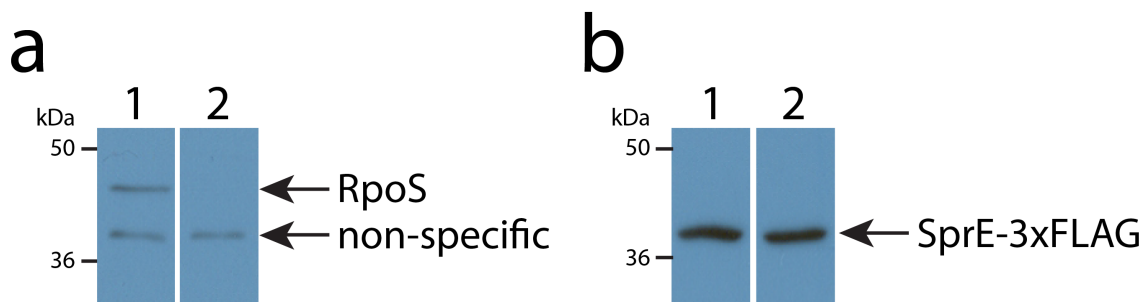 a
1 2
kDa
50
RpoS
non-specific
36
b
1 2
kDa
50
SprE-3xFLAG
36